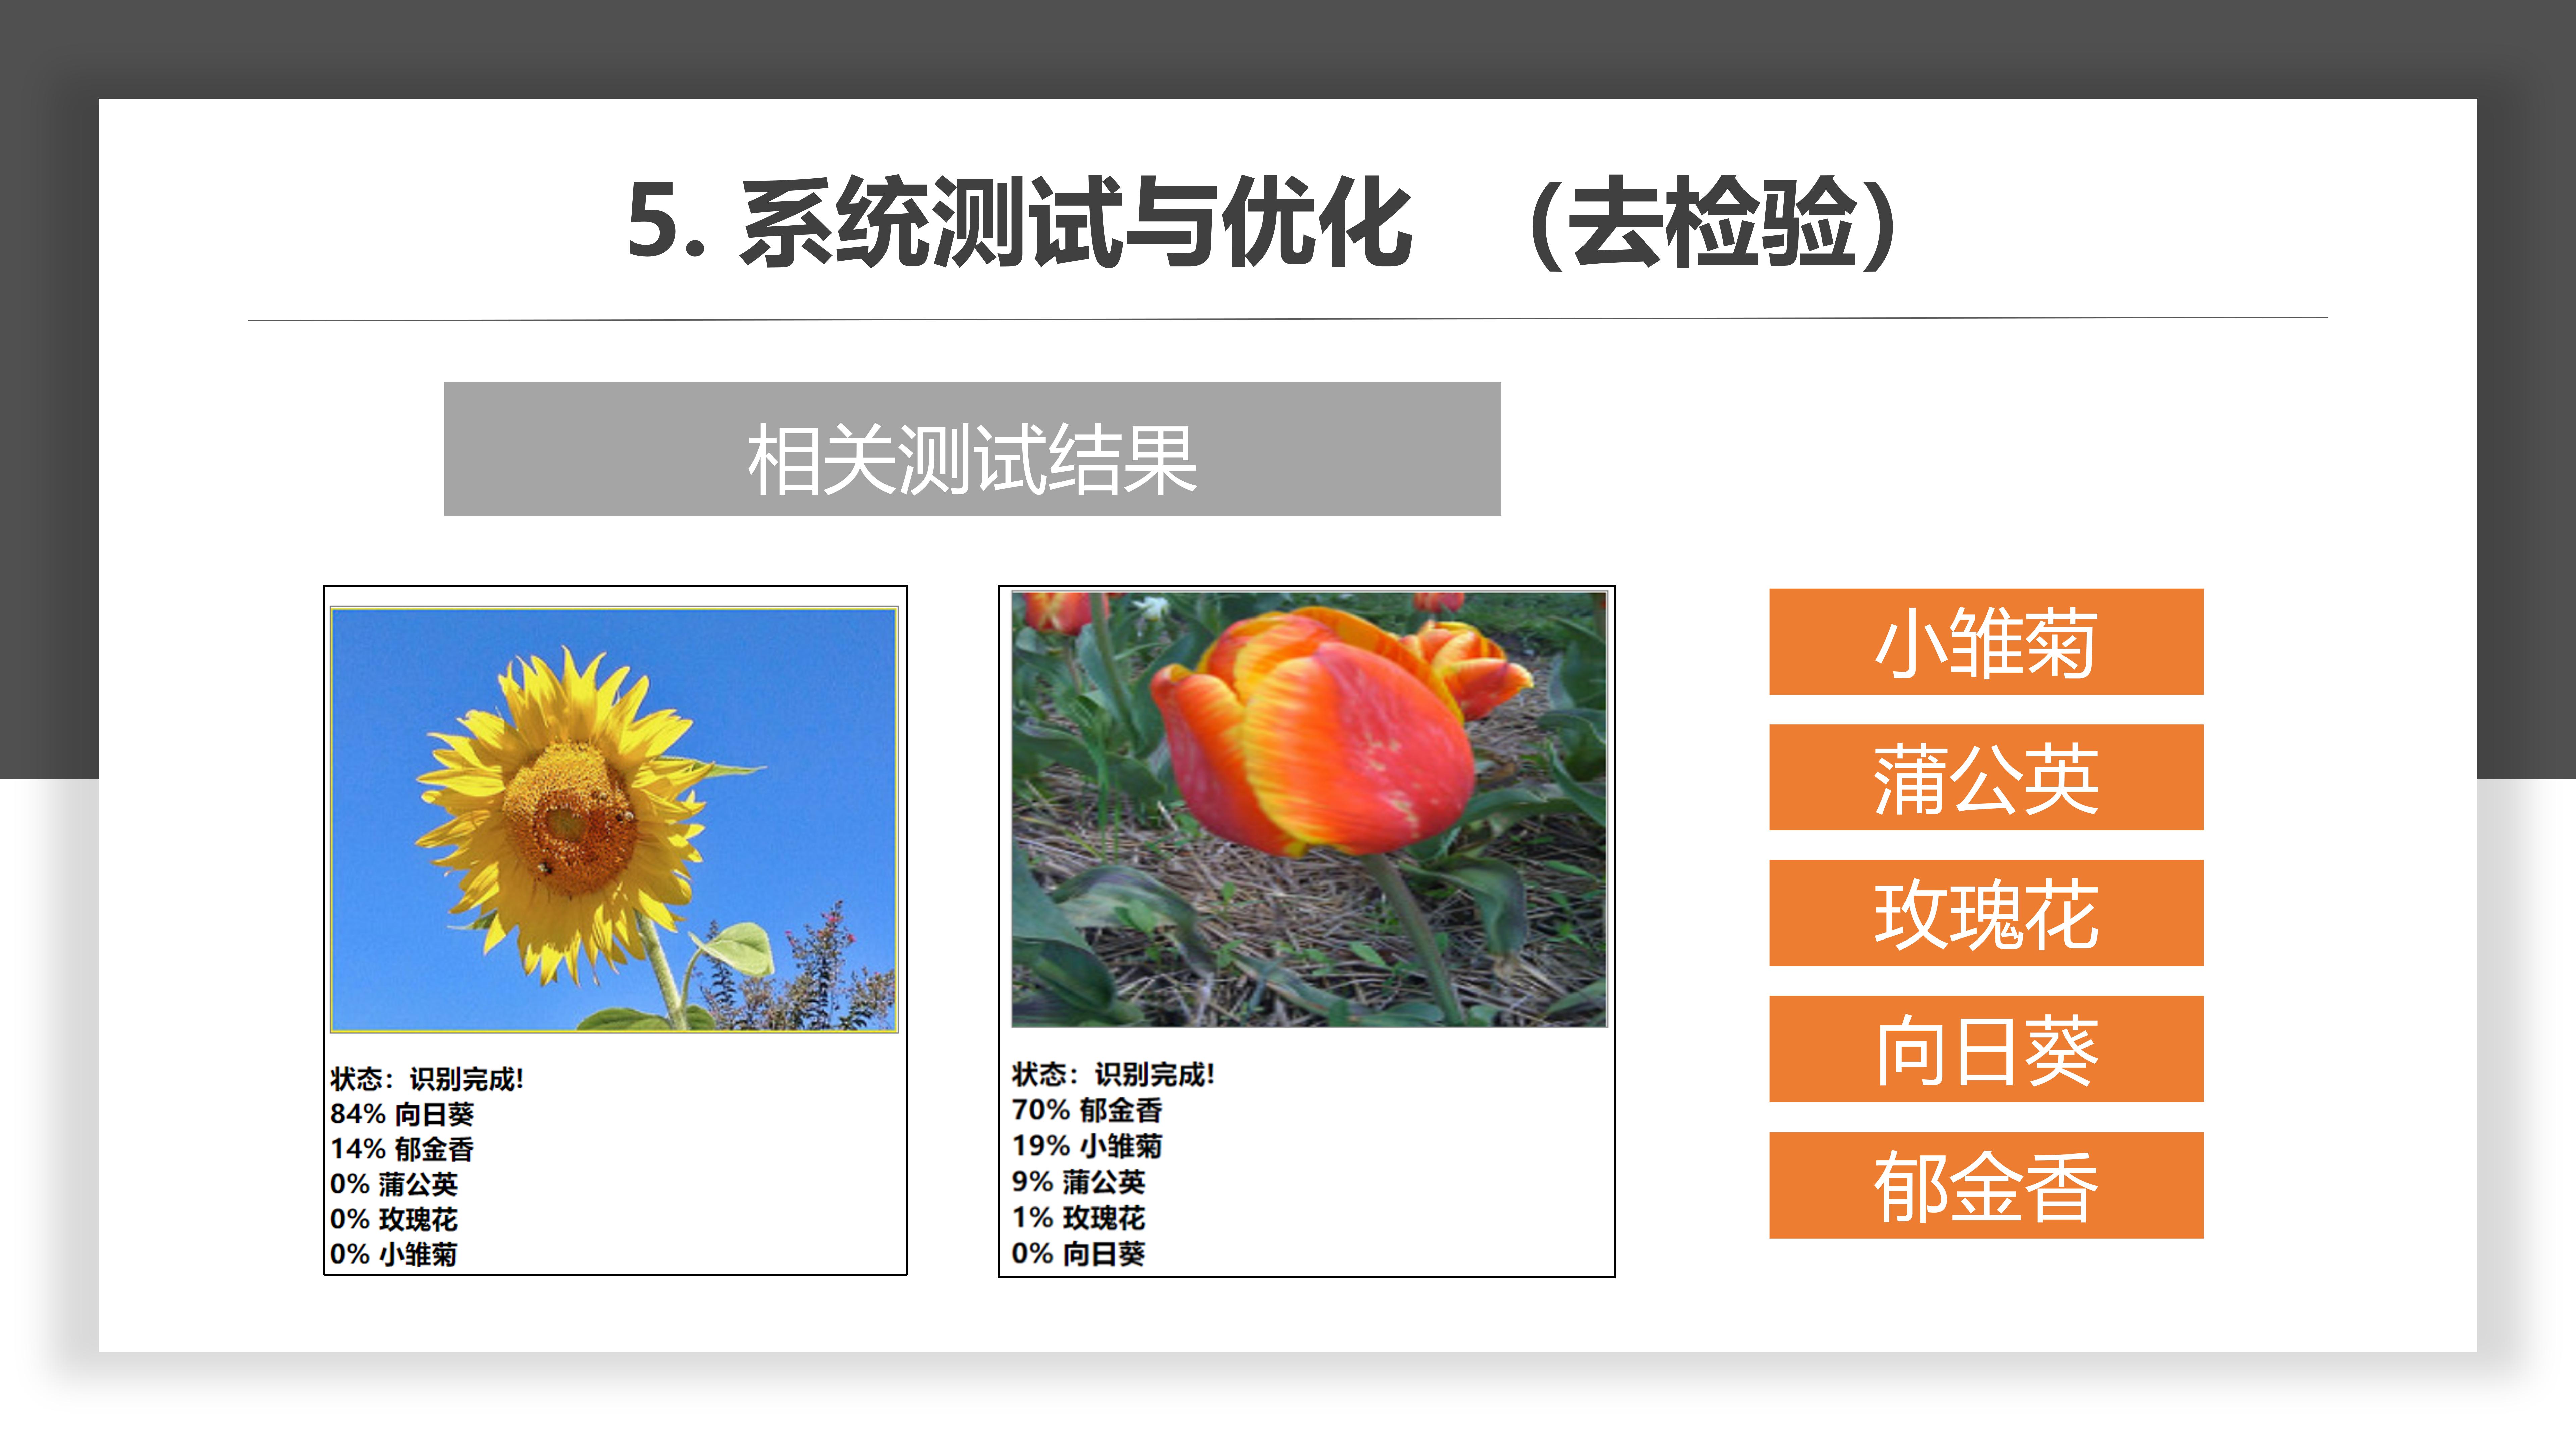 5. 系统测试与优化 （去检验）
相关测试结果
状态：识别完成!
84% 向日葵
14% 郁金香
0% 蒲公英
0% 玫瑰花
0% 小雏菊
状态：识别完成!
70% 郁金香
19% 小雏菊
9% 蒲公英
1% 玫瑰花
0% 向日葵
小雏菊
蒲公英
玫瑰花
向日葵
郁金香